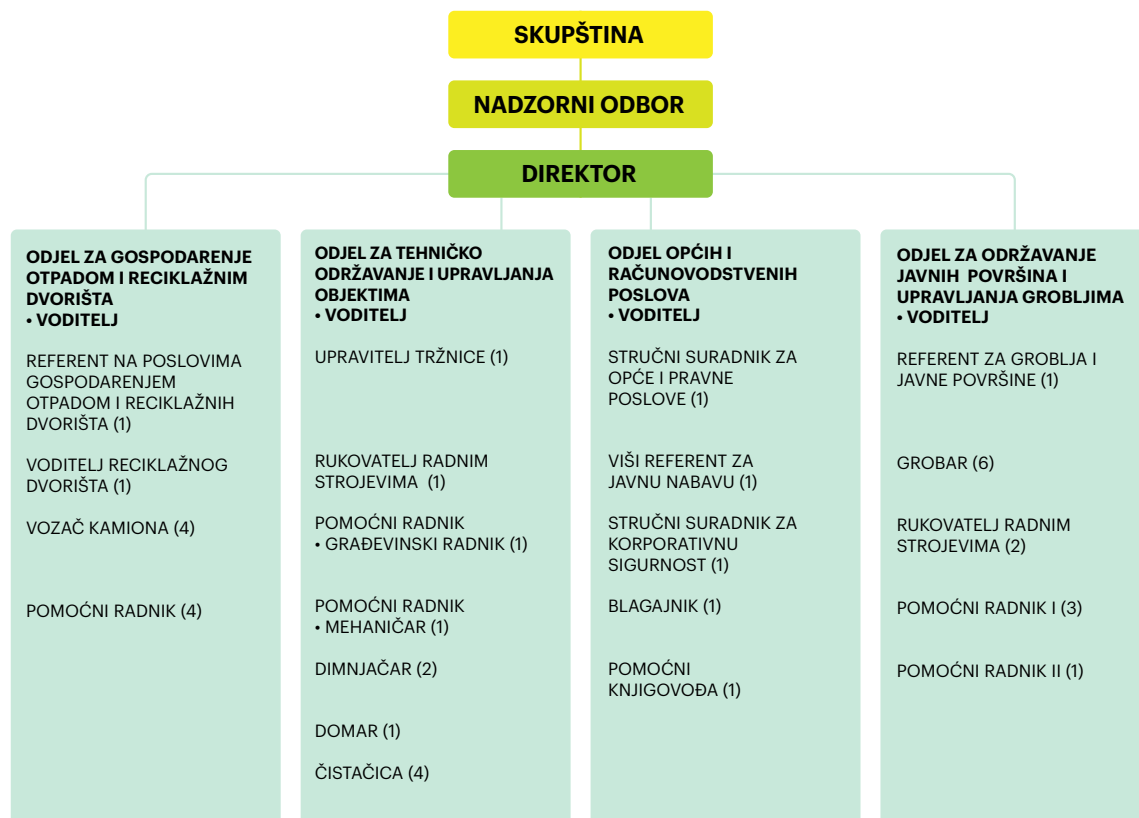 SKUPŠTINA
NADZORNI ODBOR
DIREKTOR
ODJEL ZA GOSPODARENJE
OTPADOM I RECIKLAŽNIM
DVORIŠTA
• VODITELJ
REFERENT NA POSLOVIMA
GOSPODARENJEM
OTPADOM I RECIKLAŽNIH
DVORIŠTA (1)
VODITELJ RECIKLAŽNOG
DVORIŠTA (1)
VOZAČ KAMIONA (4)
POMOĆNI RADNIK (4)
ODJEL ZA TEHNIČKO
ODRŽAVANJE I UPRAVLJANJA
OBJEKTIMA
• VODITELJ
UPRAVITELJ TRŽNICE (1)
RUKOVATELJ RADNIM
STROJEVIMA (1)
POMOĆNI RADNIK
• GRAĐEVINSKI RADNIK (1)
POMOĆNI RADNIK
• MEHANIČAR (1)
DIMNJAČAR (2)
DOMAR (1)
ČISTAČICA (4)
ODJEL OPĆIH I
RAČUNOVODSTVENIH
POSLOVA
• VODITELJ
STRUČNI SURADNIK ZA
OPĆE I PRAVNE
POSLOVE (1)
VIŠI REFERENT ZA
JAVNU NABAVU (1)
STRUČNI SURADNIK ZA
KORPORATIVNU
SIGURNOST (1)
BLAGAJNIK (1)
POMOĆNI
KNJIGOVOĐA (1)
ODJEL ZA ODRŽAVANJE
JAVNIH POVRŠINA I
UPRAVLJANJA GROBLJIMA
• VODITELJ
REFERENT ZA GROBLJA I
JAVNE POVRŠINE (1)
GROBAR (6)
RUKOVATELJ RADNIM
STROJEVIMA (2)
POMOĆNI RADNIK I (3)
POMOĆNI RADNIK II (1)